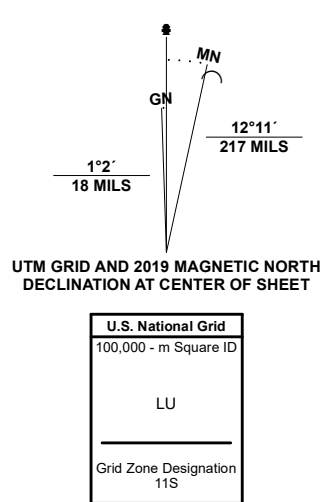 MN
GN
12°11´
217 MILS
1°2´
18 MILS
UTM GRID AND 2019 MAGNETIC NORTH
DECLINATION AT CENTER OF SHEET
U.S. National Grid
100,000 - m Square ID
LU
Grid Zone Designation
11S